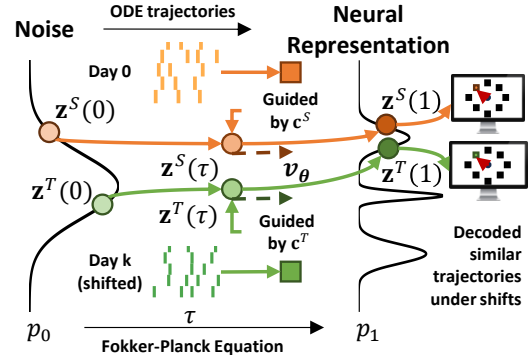 Noise
ODE trajectories
Neural
Representation
Day 0
z^S(0)
Guided
by c^S
z^S(1)
z^S(τ)
v_θ
z^T(0)
z^T(τ)
z^T(1)
Guided
by c^T
Day k
(shifted)
Decoded
similar
trajectories
under shifts
p_0
τ
p_1
Fokker-Planck Equation